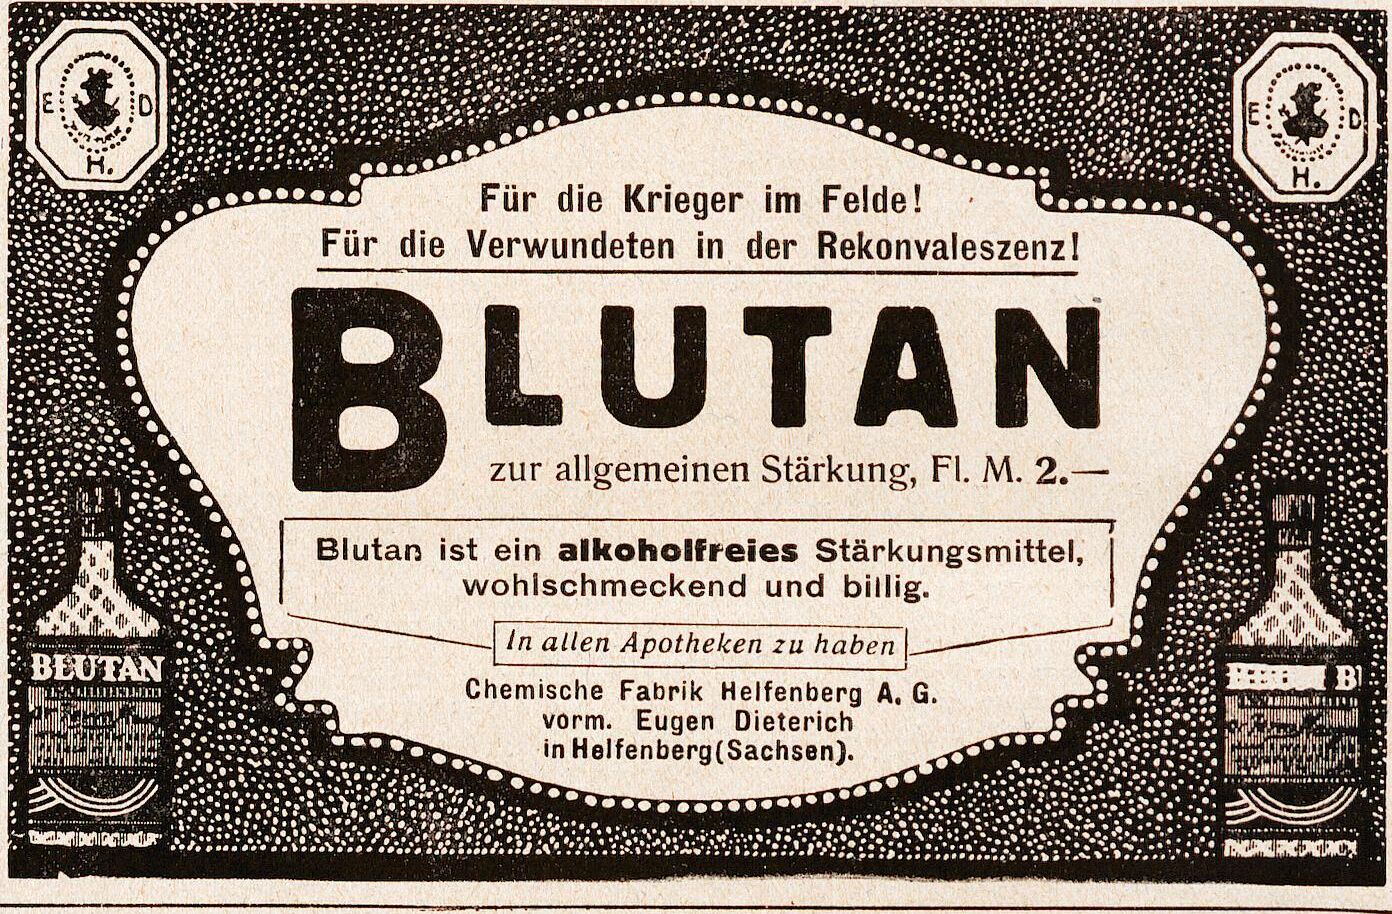 E D
H.
E D
H.
Für die Krieger im Felde!
Für die Verwundeten in der Rekonvaleszenz!
BLUTAN
zur allgemeinen Stärkung, Fl. M. 2.—
Blutan ist ein alkoholfreies Stärkungsmittel,
wohlschmeckend und billig.
In allen Apotheken zu haben
Chemische Fabrik Helfenberg A. G.
vorm. Eugen Dieterich
in Helfenberg (Sachsen).
BLUTAN
B